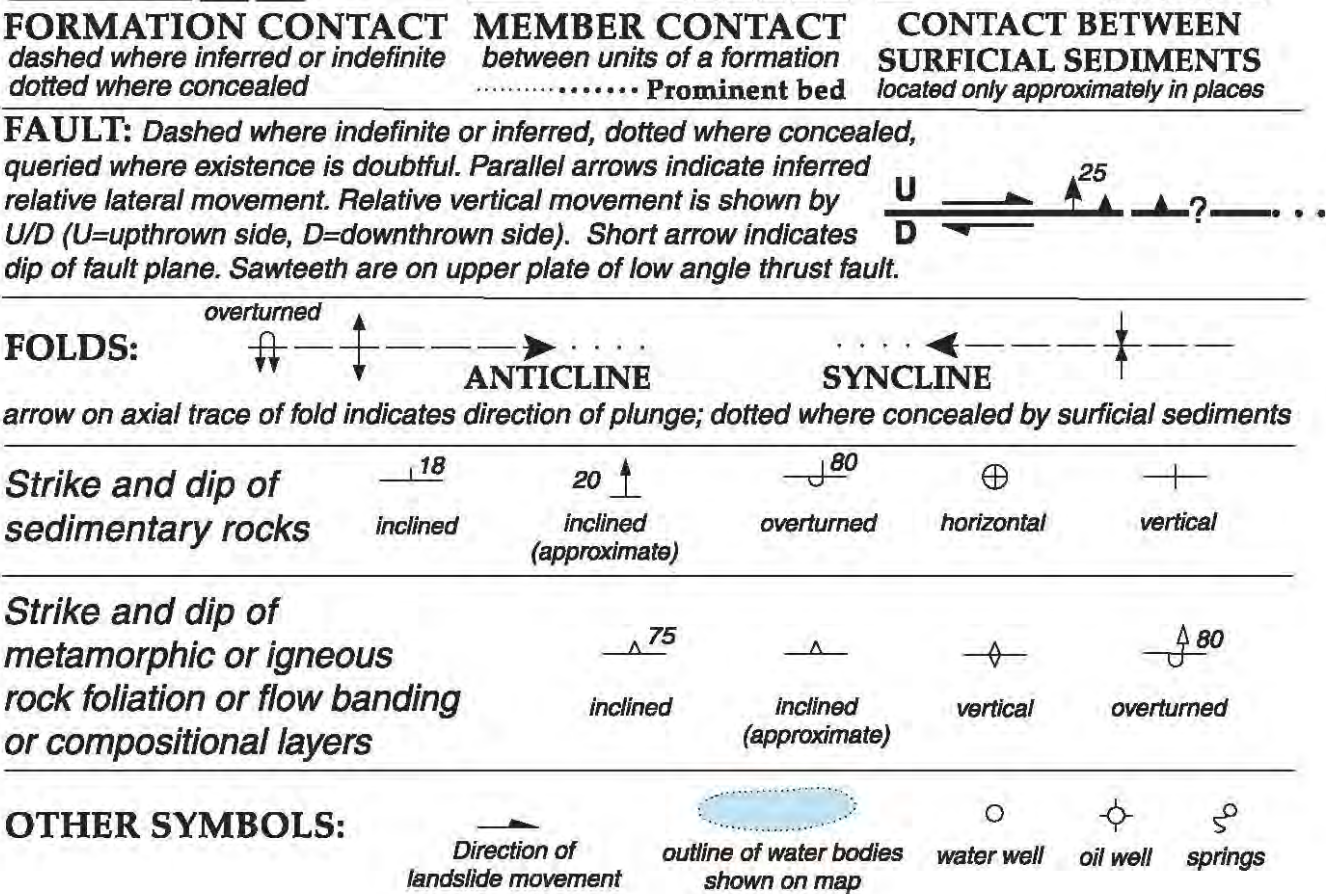 FORMATION CONTACT
dashed where inferred or indefinite
dotted where concealed
MEMBER CONTACT
between units of a formation
Prominent bed
CONTACT BETWEEN
SURFICIAL SEDIMENTS
located only approximately in places
FAULT: Dashed where indefinite or inferred, dotted where concealed,
queried where existence is doubtful. Parallel arrows indicate inferred
relative lateral movement. Relative vertical movement is shown by
U/D (U=upthrown side, D=downthrown side). Short arrow indicates
dip of fault plane. Sawteeth are on upper plate of low angle thrust fault.
U
D
25
?
FOLDS:
overturned
ANTICLINE
SYNCLINE
arrow on axial trace of fold indicates direction of plunge; dotted where concealed by surficial sediments
Strike and dip of
sedimentary rocks
18
inclined
20
inclined
(approximate)
80
overturned
horizontal
vertical
Strike and dip of
metamorphic or igneous
rock foliation or flow banding
or compositional layers
75
inclined
inclined
(approximate)
vertical
80
overturned
OTHER SYMBOLS:
Direction of
landslide movement
outline of water bodies
shown on map
water well
oil well
springs